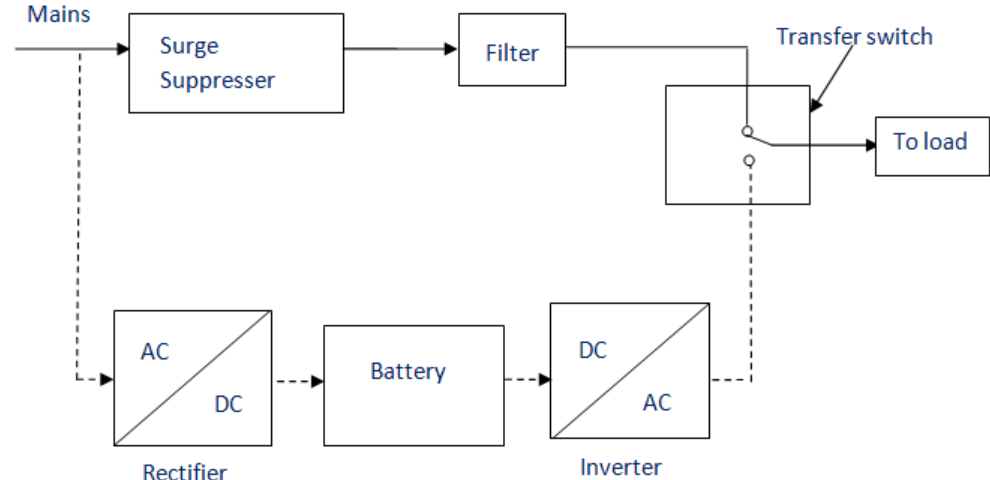 Mains
Surge
Suppresser
Filter
Transfer switch
To load
AC
DC
Rectifier
Battery
DC
AC
Inverter